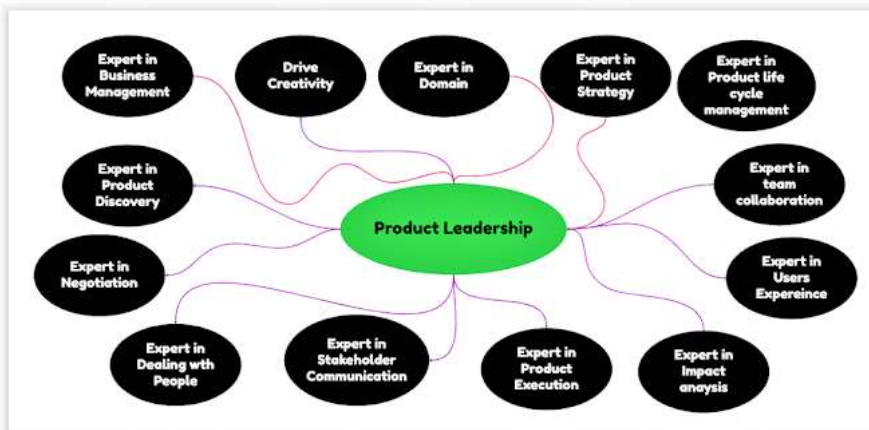 Expert in
Business
Management
Drive
Creativity
Expert in
Domain
Expert in
Product
Strategy
Expert in
Product life
cycle
management
Expert in
Product
Discovery
Product Leadership
Expert in
team
collaboration
Expert in
Negotiation
Expert in
Users
Expereince
Expert in
Dealing wth
People
Expert in
Stakeholder
Communication
Expert in
Product
Execution
Expert in
Impact
anaysis